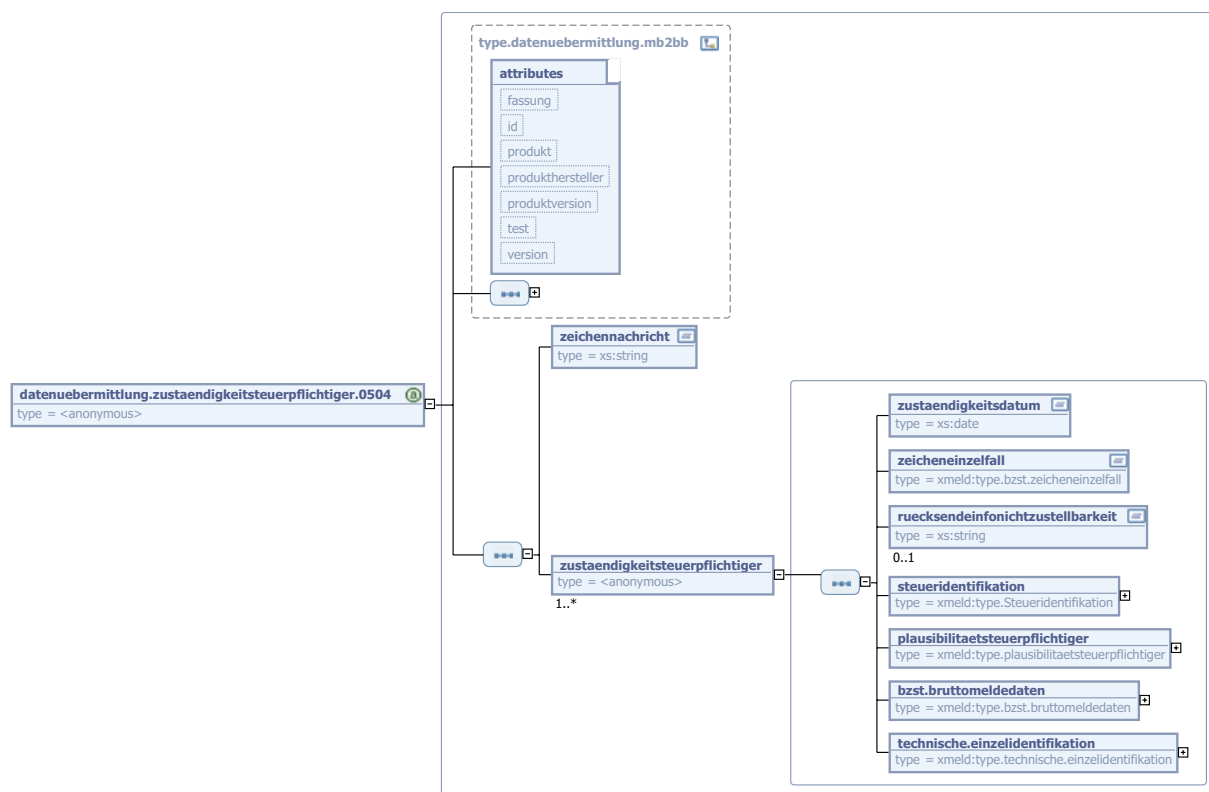 type.datenuebermittlung.mb2bb
attributes
fassung
id
produkt
produkthersteller
produktversion
test
version
zeichennachricht
type = xs:string
datenuebermittlung.zustaendigkeitsteuerpflichtiger.0504
type = <anonymous>
zustaendigkeitsteuerpflichtiger
type = <anonymous>
1..*
zustaendigkeitsdatum
type = xs:date
zeicheneinzelfall
type = xmeld:type.bzst.zeicheneinzelfall
ruecksendeinfonichtzustellbarkeit
type = xs:string
0..1
steueridentifikation
type = xmeld:type.Steueridentifikation
plausibilitaetsteuerpflichtiger
type = xmeld:type.plausibilitaetsteuerpflichtiger
bzst.bruttomeldedaten
type = xmeld:type.bzst.bruttomeldedaten
technische.einzelidentifikation
type = xmeld:type.technische.einzelidentifikation